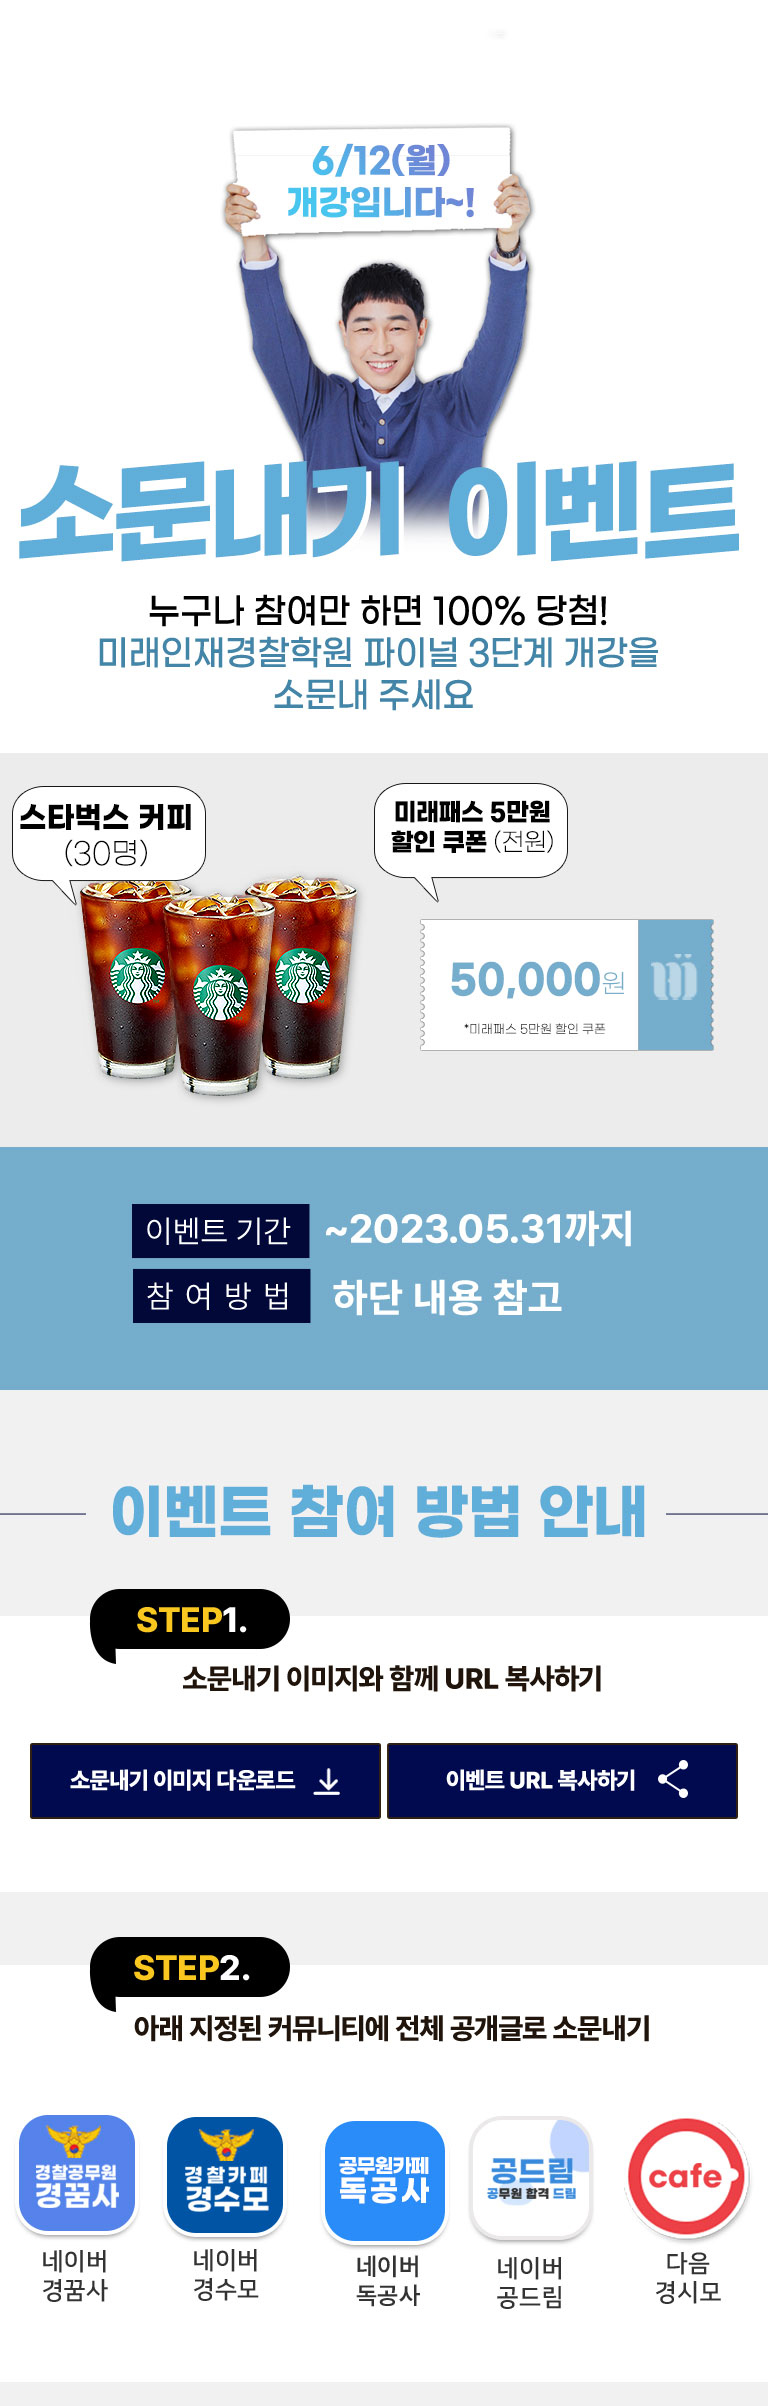 6/12(월)
개강입니다~!
소문내기 이벤트
누구나 참여만 하면 100% 당첨!
미래인재경찰학원 파이널 3단계 개강을
소문내 주세요
스타벅스 커피
(30명)
미래패스 5만원
할인 쿠폰 (전원)
50,000원
*미래패스 5만원 할인 쿠폰
이벤트 기간 ~2023.05.31까지
참여방법 하단 내용 참고
이벤트 참여 방법 안내
STEP1.
소문내기 이미지와 함께 URL 복사하기
소문내기 이미지 다운로드
이벤트 URL 복사하기
STEP2.
아래 지정된 커뮤니티에 전체 공개글로 소문내기
경찰공무원
경꿈사
네이버
경꿈사
경찰카페
경수모
네이버
경수모
공무원카페
독공사
네이버
독공사
공드림
공무원 합격 드림
네이버
공드림
cafe
다음
경시모